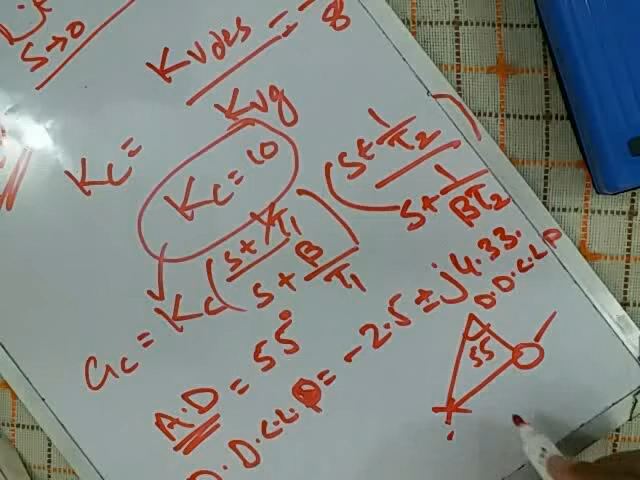 S→0
Kvdes = 8
Kc = Kvg
Kc = 10
Gc = Kc (S+1/T1 / S+β/T1) (S+1/T2 / S+1/βT2)
A.D = 55°
D.D.C.L.P = -2.5 ± j4.33.
D.D.C.L.P
55